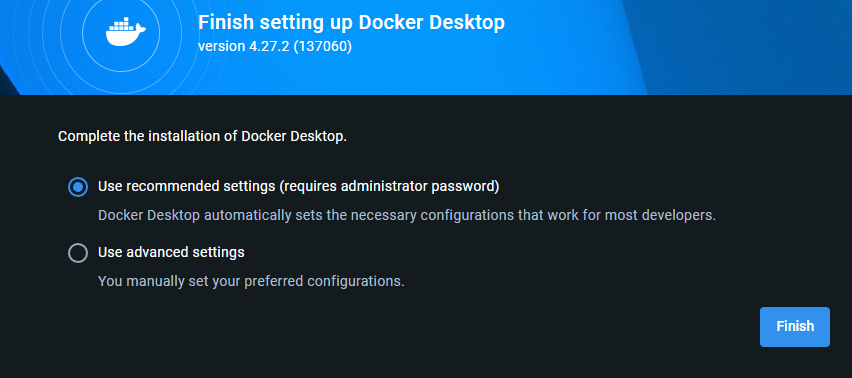 Finish setting up Docker Desktop
version 4.27.2 (137060)
Complete the installation of Docker Desktop.
Use recommended settings (requires administrator password)
Docker Desktop automatically sets the necessary configurations that work for most developers.
Use advanced settings
You manually set your preferred configurations.
Finish